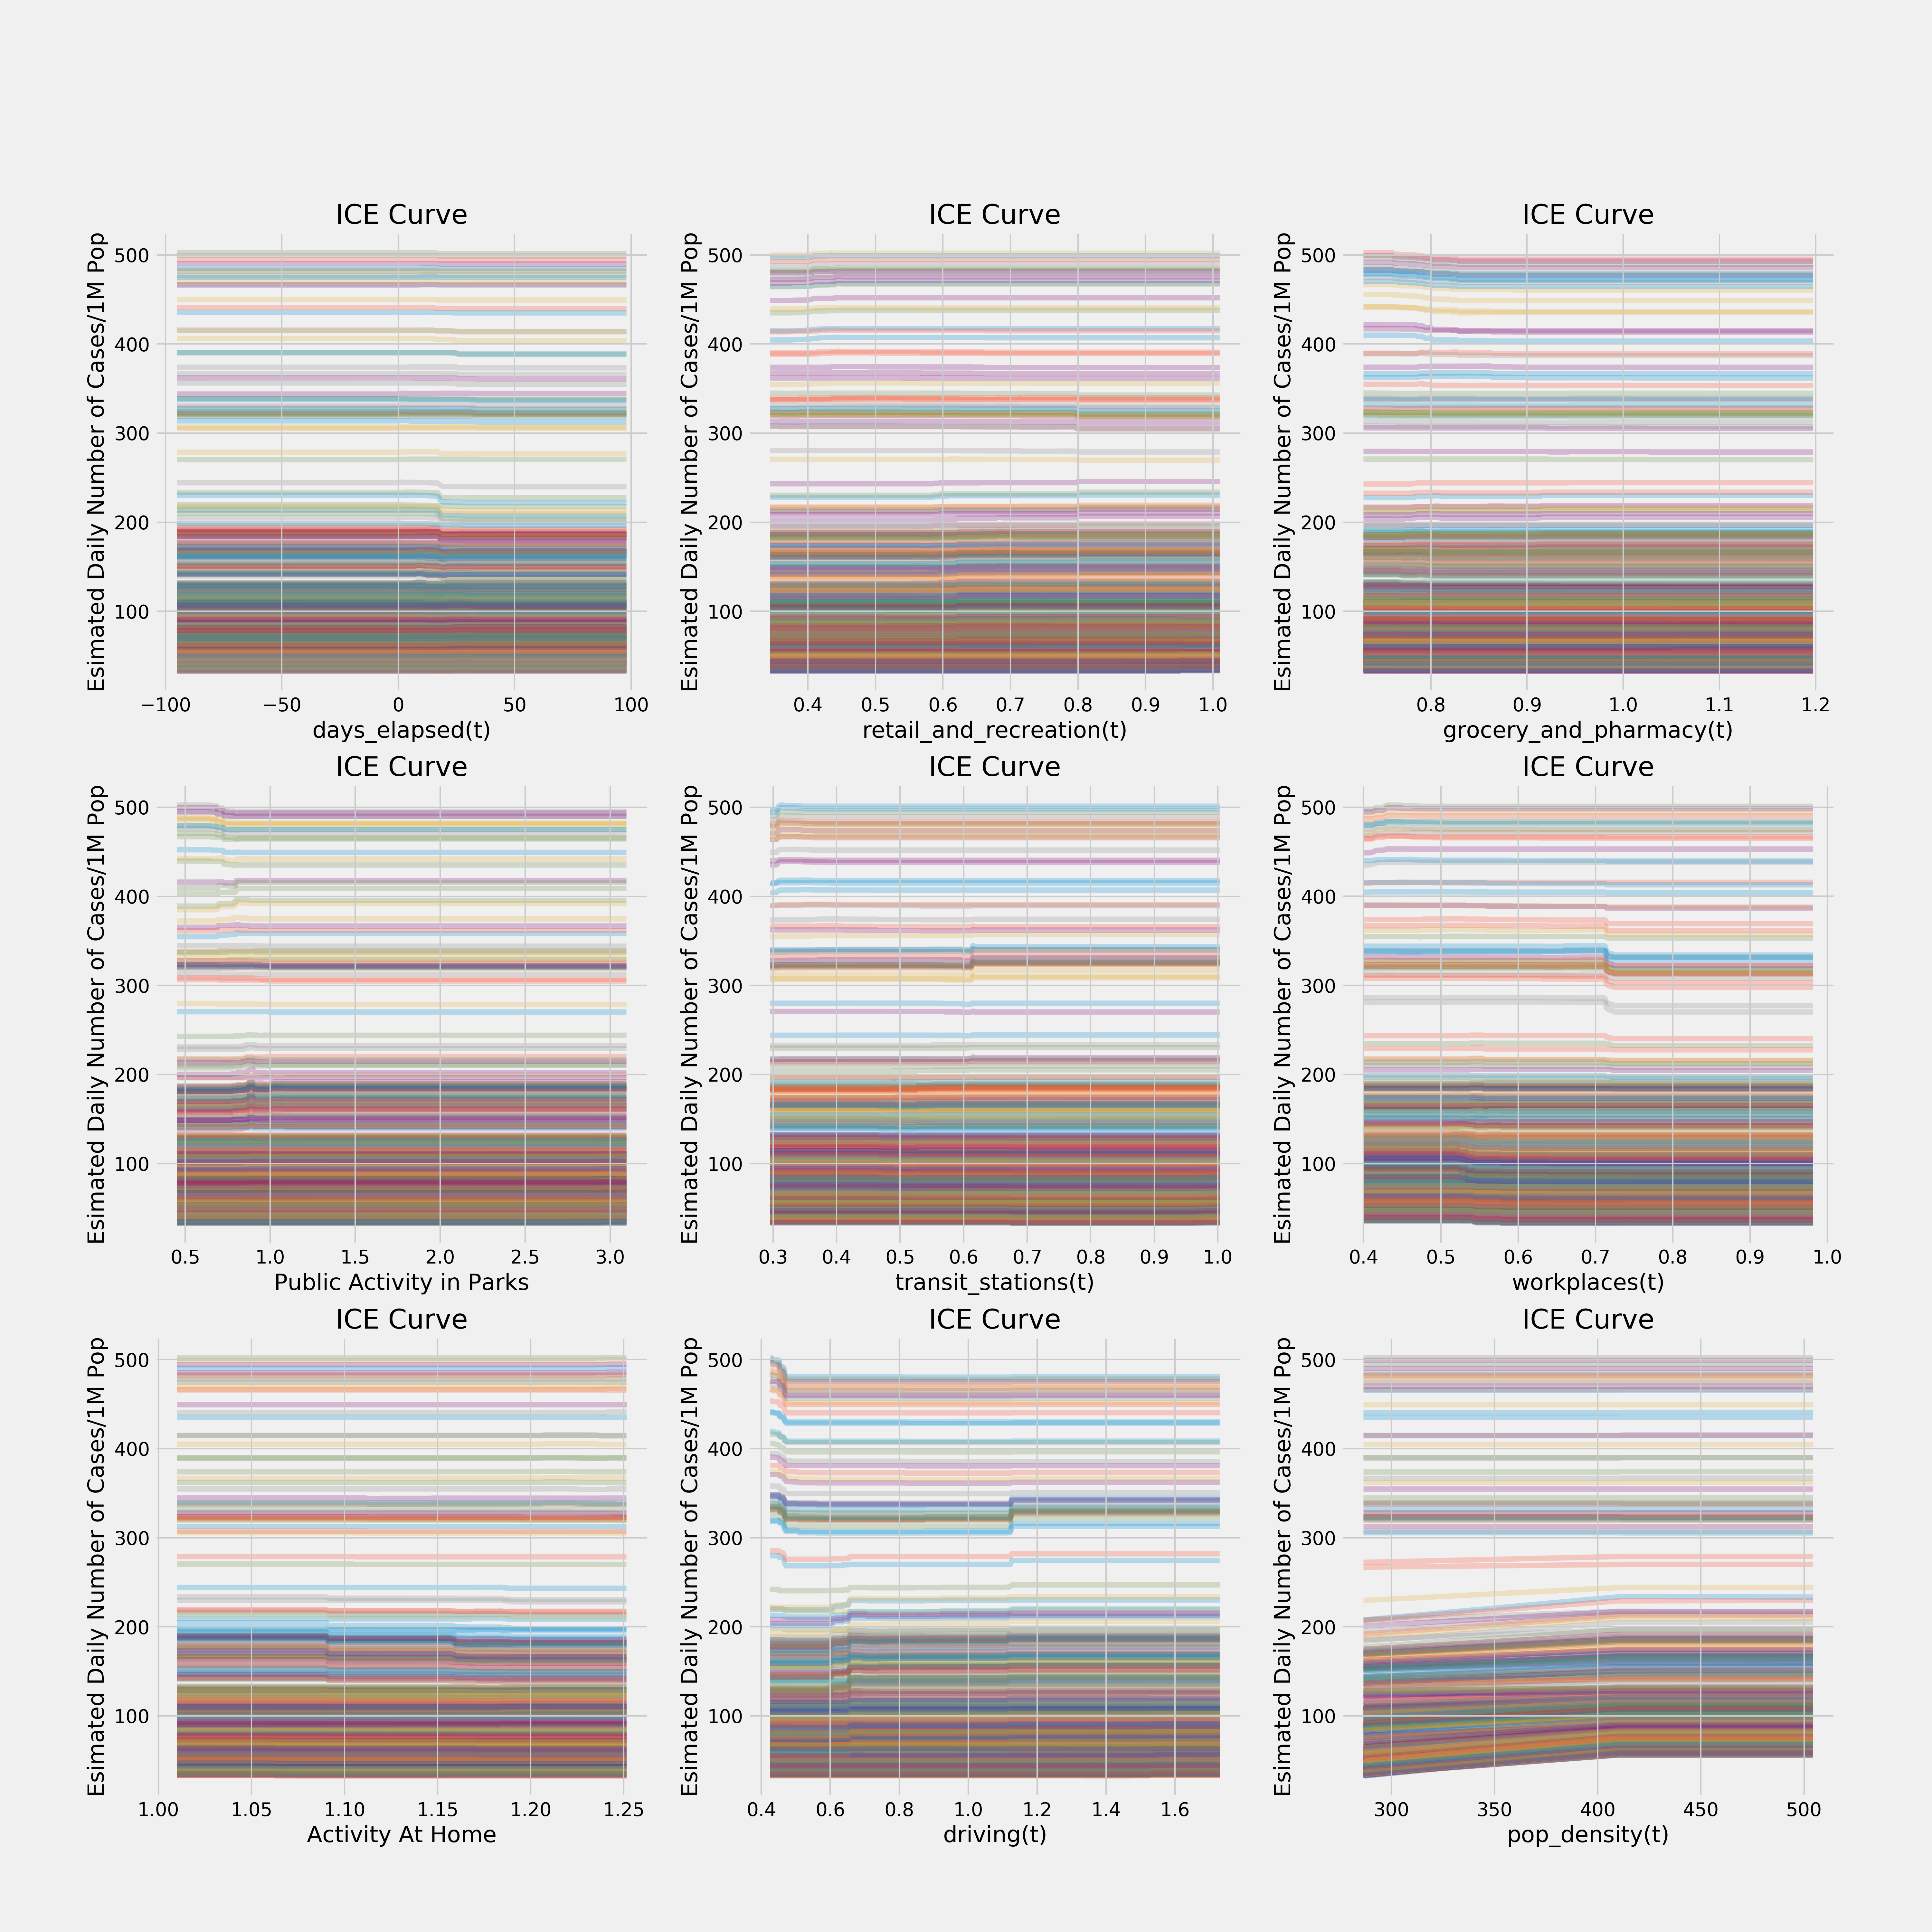 ICE Curve ICE Curve ICE Curve
Esimated Daily Number of Cases/1M Pop
500
400
300
200
100
−100 −50 0 50 100
days_elapsed(t)
Esimated Daily Number of Cases/1M Pop
500
400
300
200
100
0.4 0.5 0.6 0.7 0.8 0.9 1.0
retail_and_recreation(t)
Esimated Daily Number of Cases/1M Pop
500
400
300
200
100
0.8 0.9 1.0 1.1 1.2
grocery_and_pharmacy(t)
ICE Curve ICE Curve ICE Curve
Esimated Daily Number of Cases/1M Pop
500
400
300
200
100
0.5 1.0 1.5 2.0 2.5 3.0
Public Activity in Parks
Esimated Daily Number of Cases/1M Pop
500
400
300
200
100
0.3 0.4 0.5 0.6 0.7 0.8 0.9 1.0
transit_stations(t)
Esimated Daily Number of Cases/1M Pop
500
400
300
200
100
0.4 0.5 0.6 0.7 0.8 0.9 1.0
workplaces(t)
ICE Curve ICE Curve ICE Curve
Esimated Daily Number of Cases/1M Pop
500
400
300
200
100
1.00 1.05 1.10 1.15 1.20 1.25
Activity At Home
Esimated Daily Number of Cases/1M Pop
500
400
300
200
100
0.4 0.6 0.8 1.0 1.2 1.4 1.6
driving(t)
Esimated Daily Number of Cases/1M Pop
500
400
300
200
100
300 350 400 450 500
pop_density(t)